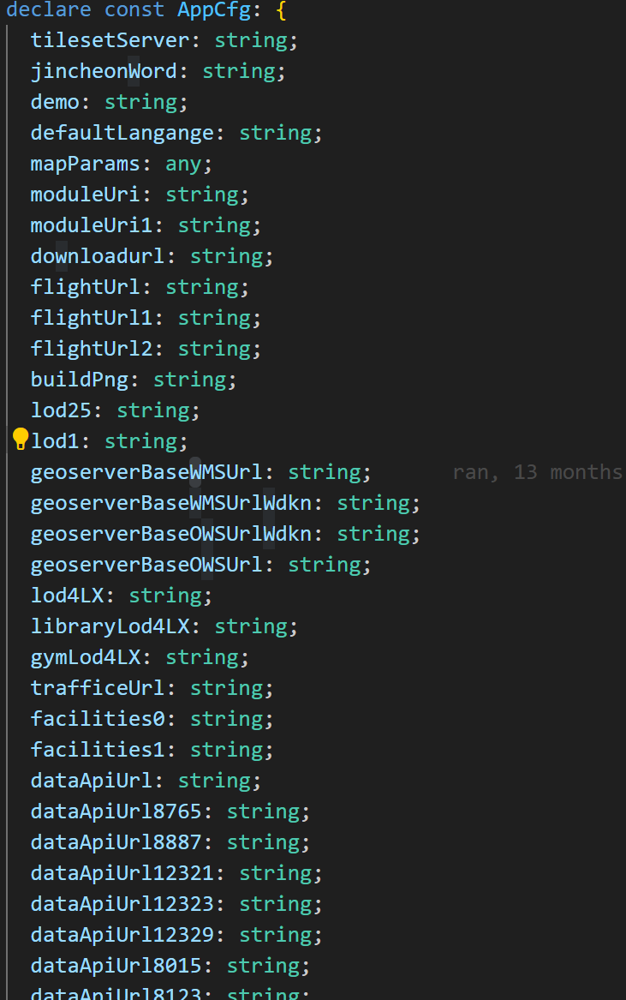 declare const AppCfg: {
tilesetServer: string;
jincheonWord: string;
demo: string;
defaultLangange: string;
mapParams: any;
moduleUri: string;
moduleUri1: string;
downloadurl: string;
flightUrl: string;
flightUrl1: string;
flightUrl2: string;
buildPng: string;
lod25: string;
lod1: string;
geoserverBaseWMSUrl: string; ran, 13 months
geoserverBaseWMSUrlWdkn: string;
geoserverBaseOWSUrlWdkn: string;
geoserverBaseOWSUrl: string;
lod4LX: string;
libraryLod4LX: string;
gymLod4LX: string;
trafficeUrl: string;
facilities0: string;
facilities1: string;
dataApiUrl: string;
dataApiUrl8765: string;
dataApiUrl8887: string;
dataApiUrl12321: string;
dataApiUrl12323: string;
dataApiUrl12329: string;
dataApiUrl8015: string;
dataApiUrl8123: string;